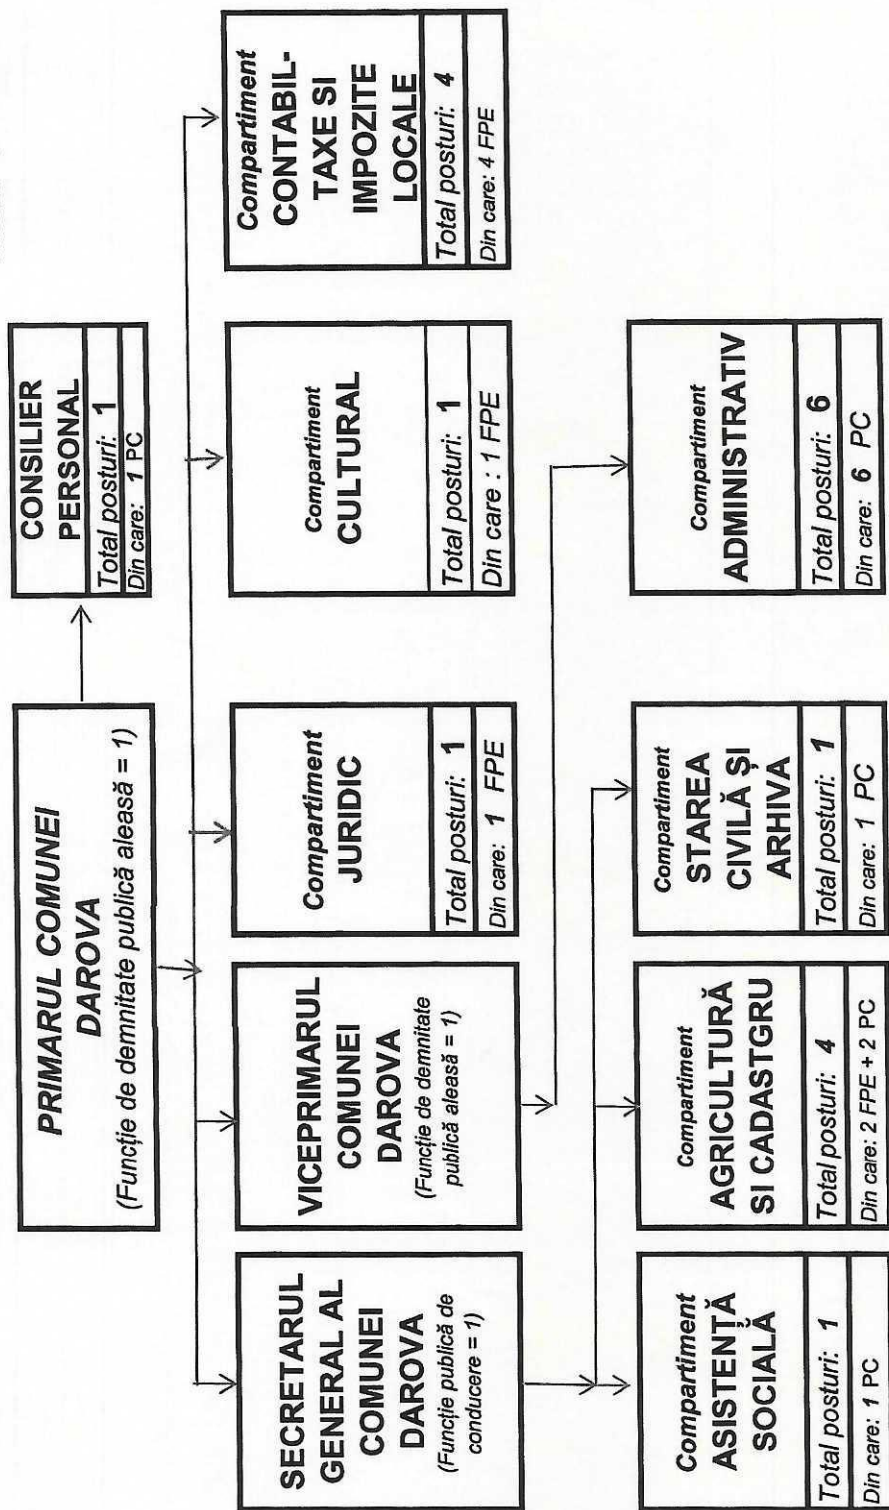 PRIMARUL COMUNEI
DAROVA
(Funcție de demnitate publică aleasă = 1)
CONSILIER
PERSONAL
Total posturi: 1
Din care: 1 PC
SECRETARUL
GENERAL AL
COMUNEI
DAROVA
(Funcție publică de
conducere = 1)
VICEPRIMARUL
COMUNEI
DAROVA
(Funcție de demnitate
publică aleasă = 1)
Compartiment
JURIDIC
Total posturi: 1
Din care: 1 FPE
Compartiment
CULTURAL
Total posturi: 1
Din care : 1 FPE
Compartiment
CONTABIL-
TAXE SI
IMPOZITE
LOCALE
Total posturi: 4
Din care: 4 FPE
Compartiment
ASISTENȚĂ
SOCIALĂ
Total posturi: 1
Din care: 1 PC
Compartiment
AGRICULTURĂ
SI CADASTGRU
Total posturi: 4
Din care: 2 FPE + 2 PC
Compartiment
STAREA
CIVILĂ ȘI
ARHIVA
Total posturi: 1
Din care: 1 PC
Compartiment
ADMINISTRATIV
Total posturi: 6
Din care: 6 PC